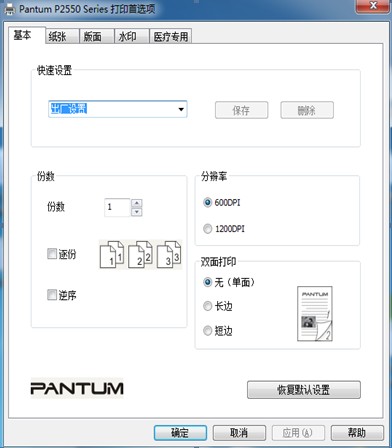 Pantum P2550 Series 打印首选项
基本 纸张 版面 水印 医疗专用
快速设置
出厂设置 保存 删除
份数
份数 1
逐份 1 1 2 2 3 3
逆序
分辨率
600DPI
1200DPI
双面打印
无（单面）
长边
短边
PANTUM
1
2
PANTUM 恢复默认设置
确定 取消 应用(A) 帮助